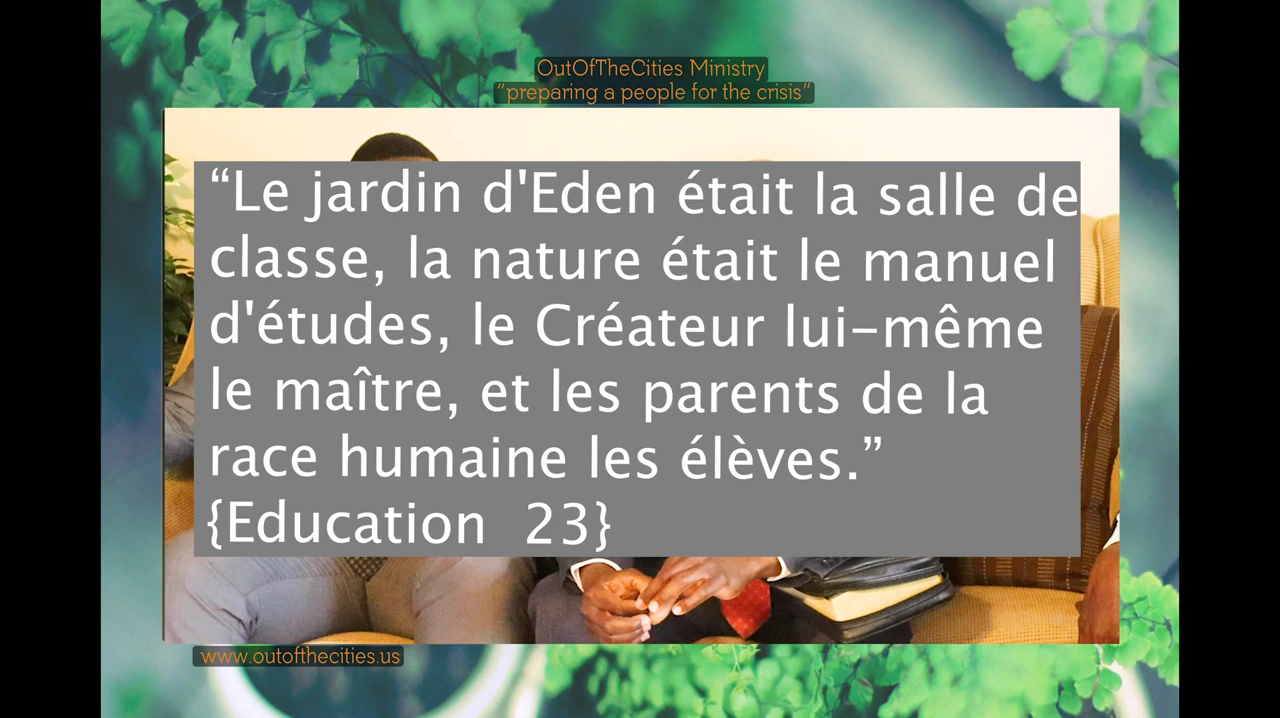 OutOfTheCities Ministry
“preparing a people for the crisis”
“Le jardin d'Eden était la salle de
classe, la nature était le manuel
d'études, le Créateur lui-même
le maître, et les parents de la
race humaine les élèves.”
{Education 23}
www.outofthecities.us